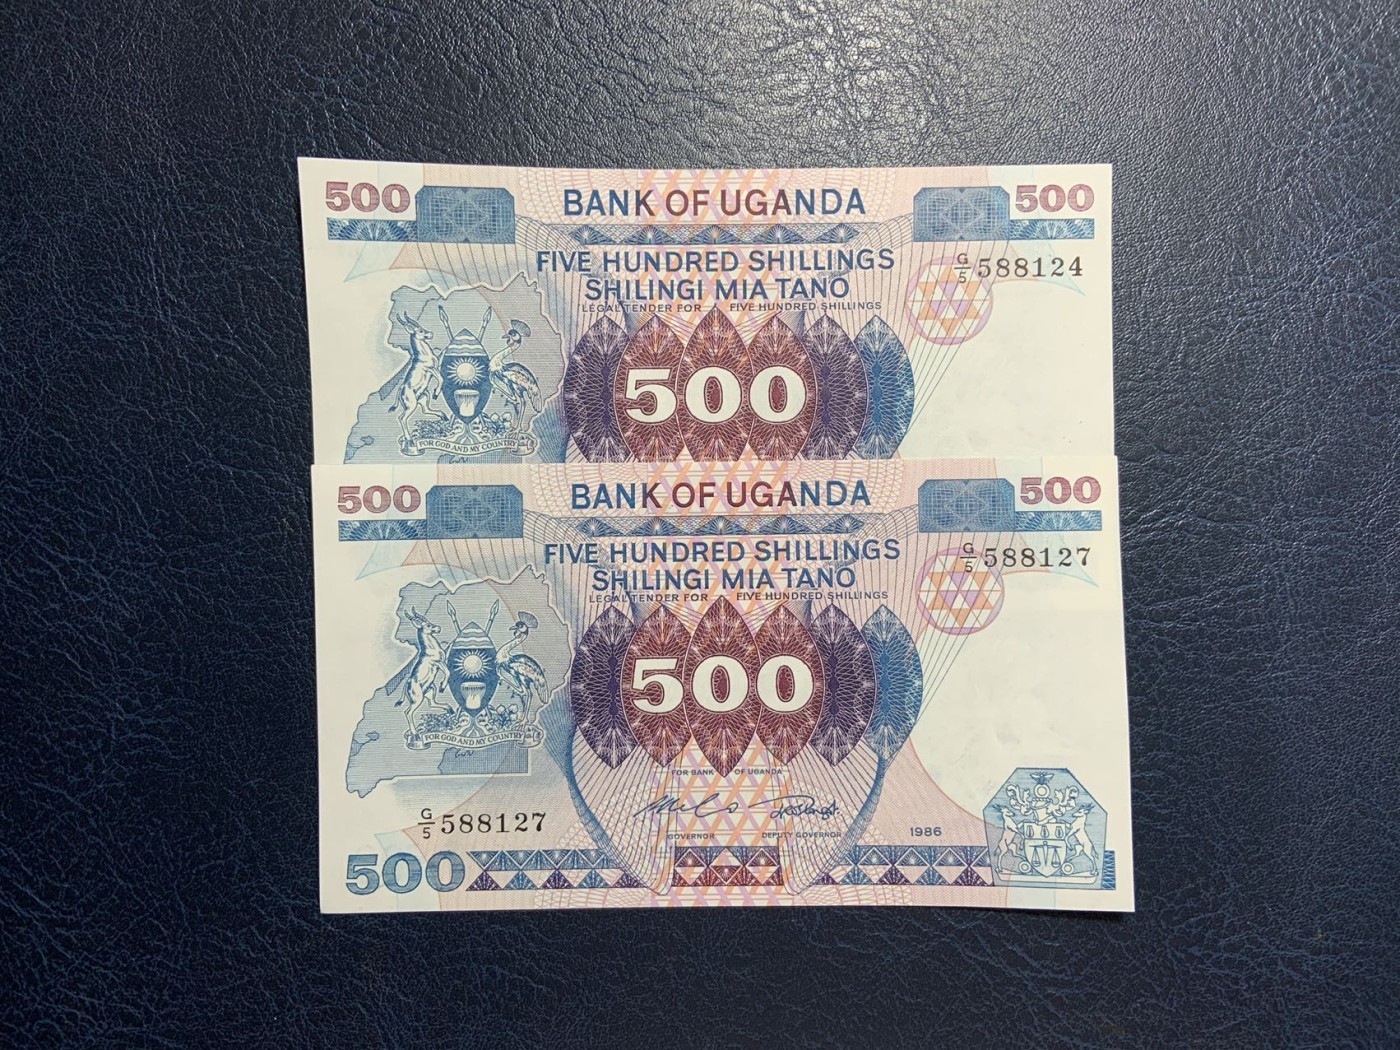 500 BANK OF UGANDA 500
FIVE HUNDRED SHILLINGS
G/5 588124
SHILINGI MIA TANO
LEGAL TENDER FOR FIVE HUNDRED SHILLINGS
500
FOR GOD AND MY COUNTRY
500 BANK OF UGANDA 500
FIVE HUNDRED SHILLINGS
G/5 588127
SHILINGI MIA TANO
LEGAL TENDER FOR FIVE HUNDRED SHILLINGS
500
FOR GOD AND MY COUNTRY
FOR BANK OF UGANDA
G/5 588127
GOVERNOR DEPUTY GOVERNOR
1986
500